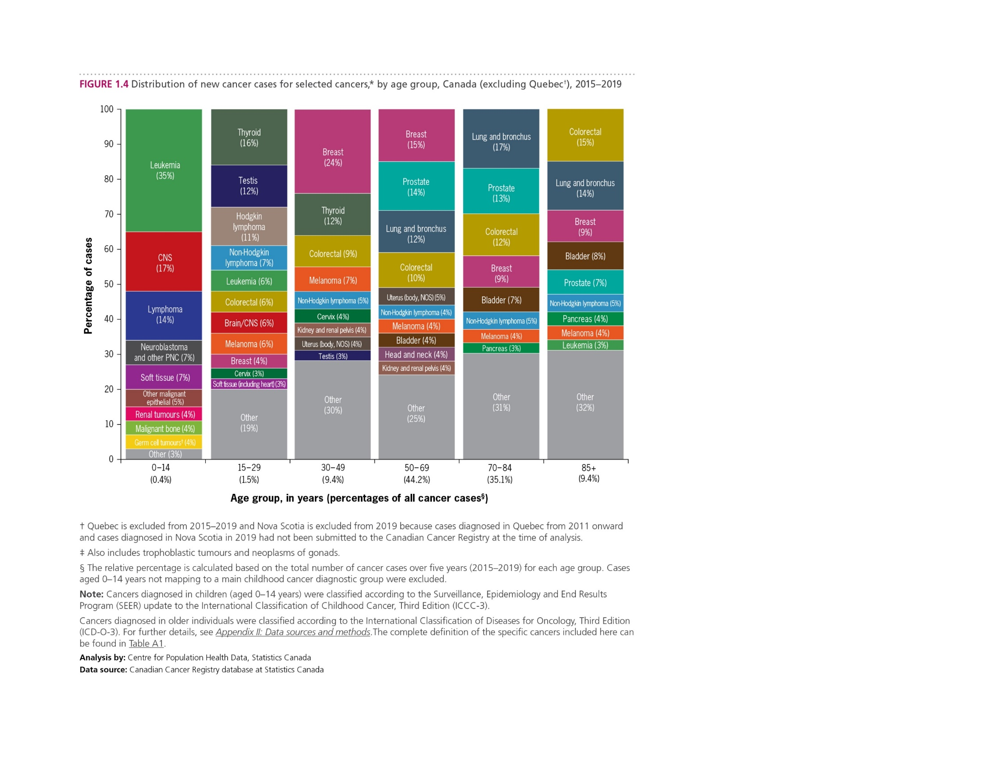 FIGURE 1.4 Distribution of new cancer cases for selected cancers,* by age group, Canada (excluding Quebec†), 2015–2019
Percentage of cases
100
90
80
70
60
50
40
30
20
10
0
Leukemia
(35%)
CNS
(17%)
Lymphoma
(14%)
Neuroblastoma
and other PNC (7%)
Soft tissue (7%)
Other malignant
epithelial (5%)
Renal tumours (4%)
Malignant bone (4%)
Germ cell tumours† (4%)
Other (3%)
Thyroid
(16%)
Testis
(12%)
Hodgkin
lymphoma
(11%)
Non-Hodgkin
lymphoma (7%)
Leukemia (6%)
Colorectal (6%)
Brain/CNS (6%)
Melanoma (6%)
Breast (4%)
Cervix (3%)
Soft tissue (including heart) (3%)
Other
(19%)
Breast
(24%)
Thyroid
(12%)
Colorectal (9%)
Melanoma (7%)
Non-Hodgkin lymphoma (5%)
Cervix (4%)
Kidney and renal pelvis (4%)
Uterus (body, NOS) (4%)
Testis (3%)
Other
(30%)
Breast
(15%)
Prostate
(14%)
Lung and bronchus
(12%)
Colorectal
(10%)
Uterus (body, NOS) (5%)
Non-Hodgkin lymphoma (4%)
Melanoma (4%)
Bladder (4%)
Head and neck (4%)
Kidney and renal pelvis (4%)
Other
(25%)
Lung and bronchus
(17%)
Prostate
(13%)
Colorectal
(12%)
Breast
(9%)
Bladder (7%)
Non-Hodgkin lymphoma (5%)
Melanoma (4%)
Pancreas (3%)
Other
(31%)
Colorectal
(15%)
Lung and bronchus
(14%)
Breast
(9%)
Bladder (8%)
Prostate (7%)
Non-Hodgkin lymphoma (5%)
Pancreas (4%)
Melanoma (4%)
Leukemia (3%)
Other
(32%)
0–14
(0.4%)
15–29
(1.5%)
30–49
(9.4%)
50–69
(44.2%)
70–84
(35.1%)
85+
(9.4%)
Age group, in years (percentages of all cancer cases§)
† Quebec is excluded from 2015–2019 and Nova Scotia is excluded from 2019 because cases diagnosed in Quebec from 2011 onward
and cases diagnosed in Nova Scotia in 2019 had not been submitted to the Canadian Cancer Registry at the time of analysis.
‡ Also includes trophoblastic tumours and neoplasms of gonads.
§ The relative percentage is calculated based on the total number of cancer cases over five years (2015–2019) for each age group. Cases
aged 0–14 years not mapping to a main childhood cancer diagnostic group were excluded.
Note: Cancers diagnosed in children (aged 0–14 years) were classified according to the Surveillance, Epidemiology and End Results
Program (SEER) update to the International Classification of Childhood Cancer, Third Edition (ICCC-3).
Cancers diagnosed in older individuals were classified according to the International Classification of Diseases for Oncology, Third Edition
(ICD-O-3). For further details, see Appendix II: Data sources and methods.The complete definition of the specific cancers included here can
be found in Table A1.
Analysis by: Centre for Population Health Data, Statistics Canada
Data source: Canadian Cancer Registry database at Statistics Canada